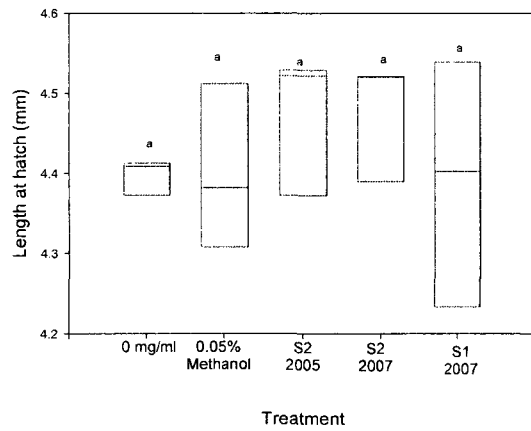 4.6
a
a
a
a
a
4.5
4.4
4.3
4.2
Length at hatch (mm)
0 mg/ml
0.05%
Methanol
S2
2005
S2
2007
S1
2007
Treatment